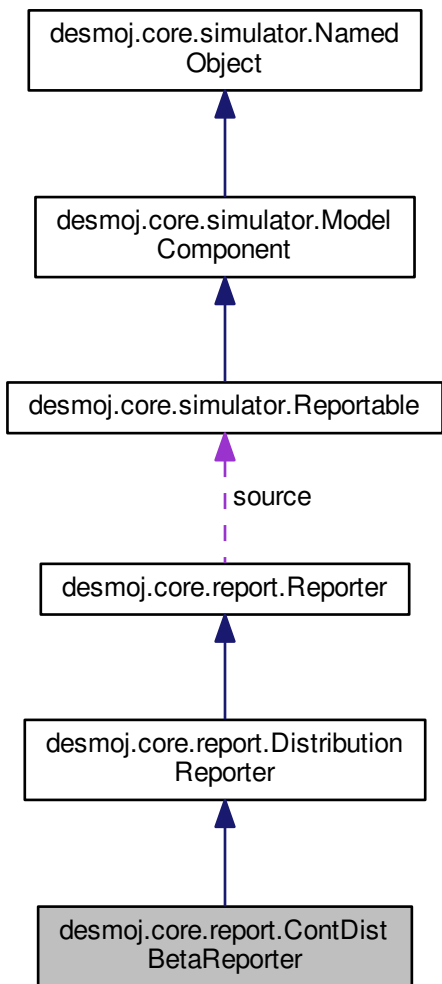 desmoj.core.simulator.Named
Object
desmoj.core.simulator.Model
Component
desmoj.core.simulator.Reportable
source
desmoj.core.report.Reporter
desmoj.core.report.Distribution
Reporter
desmoj.core.report.ContDist
BetaReporter